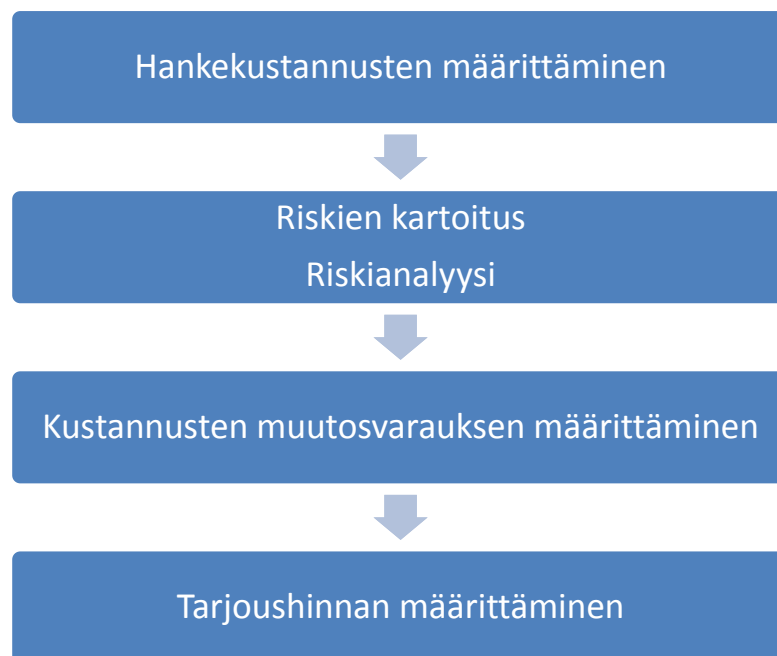 Hankekustannusten määrittäminen
Riskien kartoitus
Riskianalyysi
Kustannusten muutosvarauksen määrittäminen
Tarjoushinnan määrittäminen